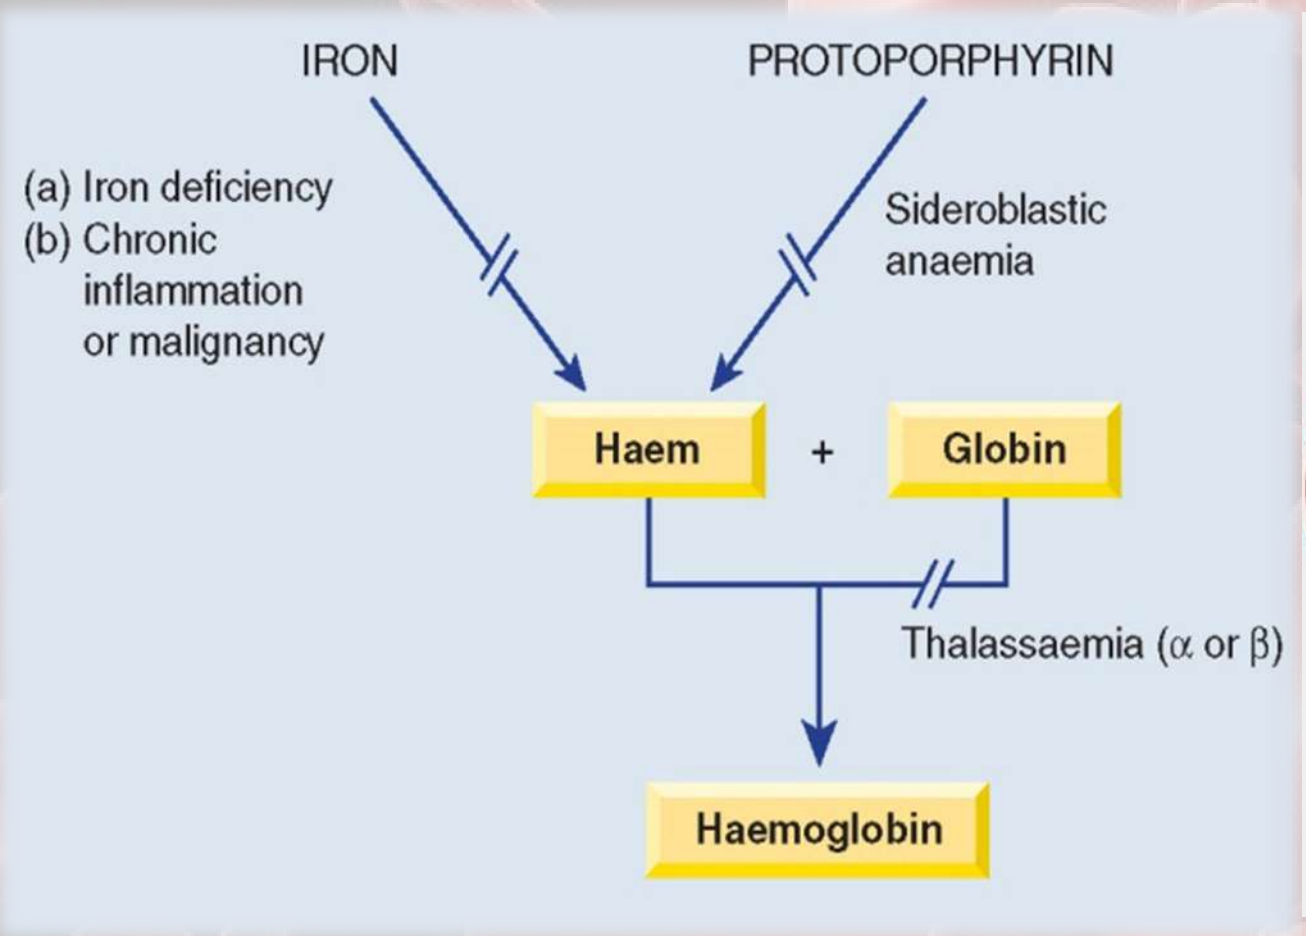 IRON
PROTOPORPHYRIN
(a) Iron deficiency
(b) Chronic
inflammation
or malignancy
Sideroblastic
anaemia
Haem
+
Globin
Thalassaemia (α or β)
Haemoglobin